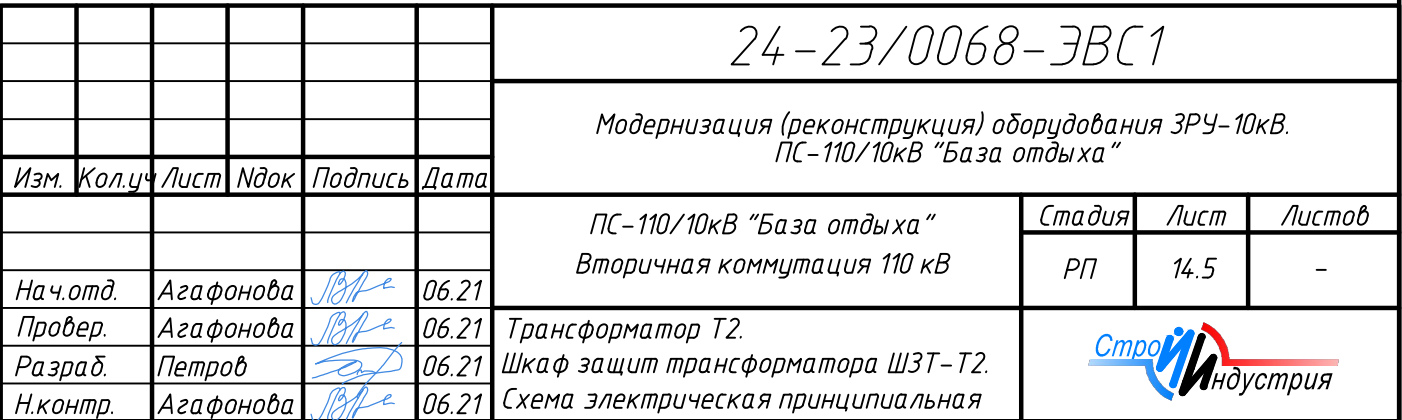 24-23/0068-ЭВС1
Модернизация (реконструкция) оборудования ЗРУ-10кВ.
ПС-110/10кВ "База отдыха"
Изм. Кол.уч Лист Nдок Подпись Дата
ПС-110/10кВ "База отдыха"
Вторичная коммутация 110 кВ
Стадия Лист Листов
РП 14.5 -
Нач.отд. Агафонова 06.21
Провер. Агафонова 06.21
Разраб. Петров 06.21
Н.контр. Агафонова 06.21
Трансформатор Т2.
Шкаф защит трансформатора ШЗТ-Т2.
Схема электрическая принципиальная
Строй
Индустрия